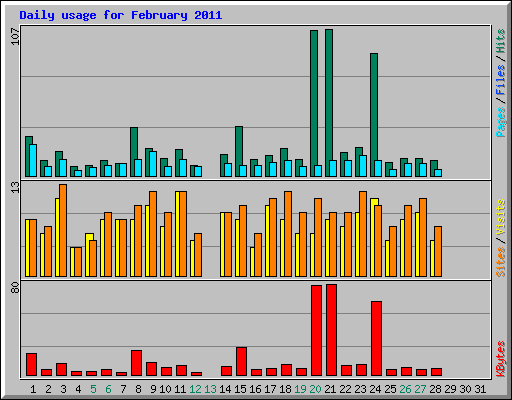 Daily usage for February 2011
107
Pages / Files / Hits
13
Sites / Visits
80
KBytes
1 2 3 4 5 6 7 8 9 10 11 12 13 14 15 16 17 18 19 20 21 22 23 24 25 26 27 28 29 30 31